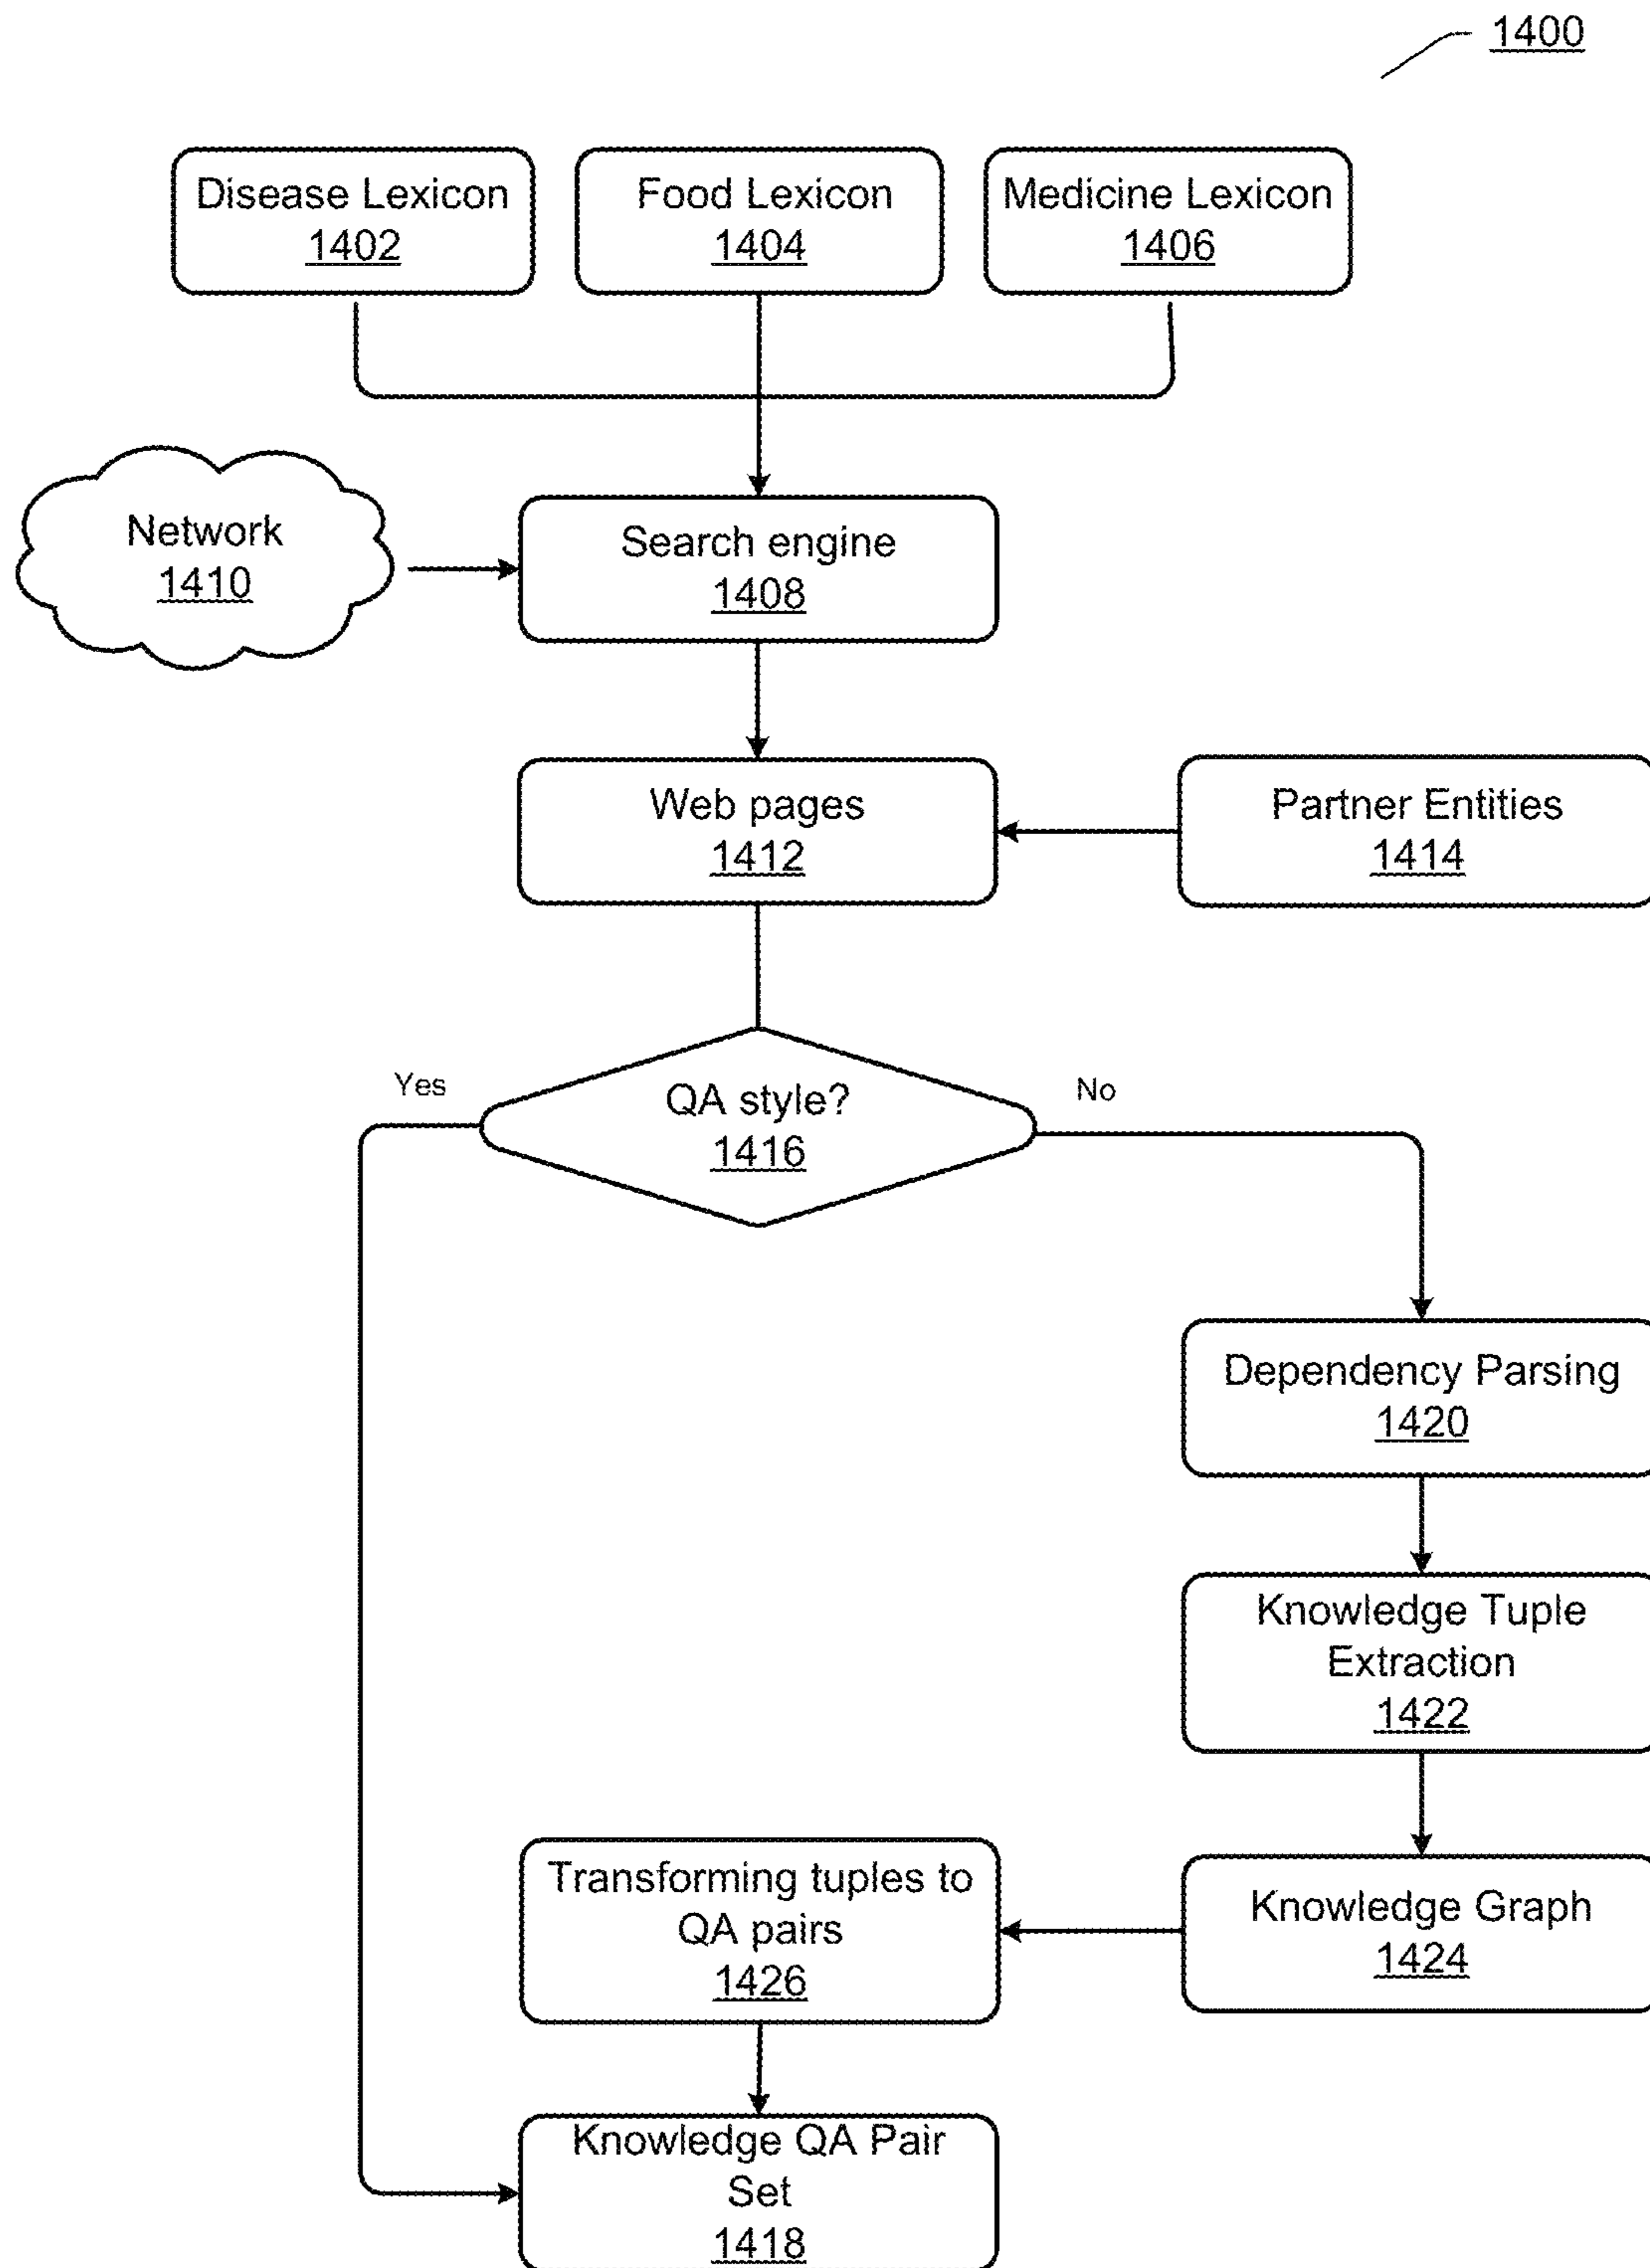 1400
Disease Lexicon
1402
Food Lexicon
1404
Medicine Lexicon
1406
Network
1410
Search engine
1408
Web pages
1412
Partner Entities
1414
Yes
QA style?
1416
No
Dependency Parsing
1420
Knowledge Tuple
Extraction
1422
Transforming tuples to
QA pairs
1426
Knowledge Graph
1424
Knowledge QA Pair
Set
1418